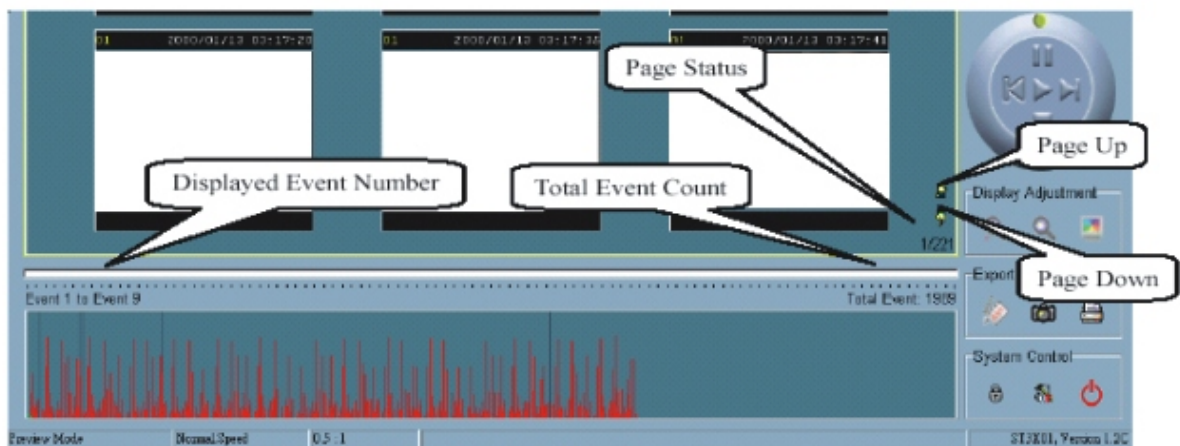 01 2000/01/13 03:17:20
01 2000/01/13 03:17:36
01 2000/01/13 03:17:41
Page Status
Page Up
Displayed Event Number
Total Event Count
Display Adjustment
1/221
Page Down
Export
Event 1 to Event 9
Total Event: 1989
System Control
Preview Mode
Normal Speed
0.5 : 1
ST3X01, Version 1.2C